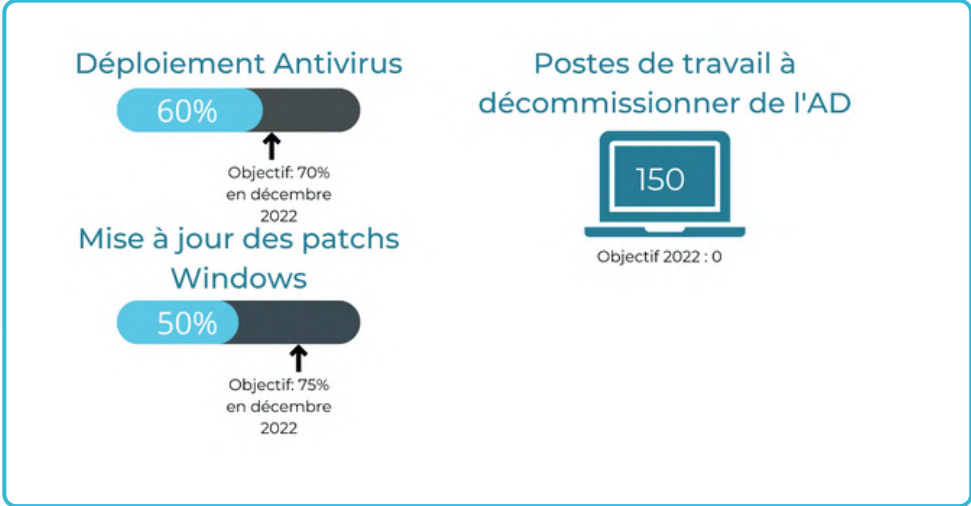 Déploiement Antivirus
60%
Objectif: 70%
en décembre
2022
Mise à jour des patchs
Windows
50%
Objectif: 75%
en décembre
2022
Postes de travail à
décommissionner de l'AD
150
Objectif 2022 : 0